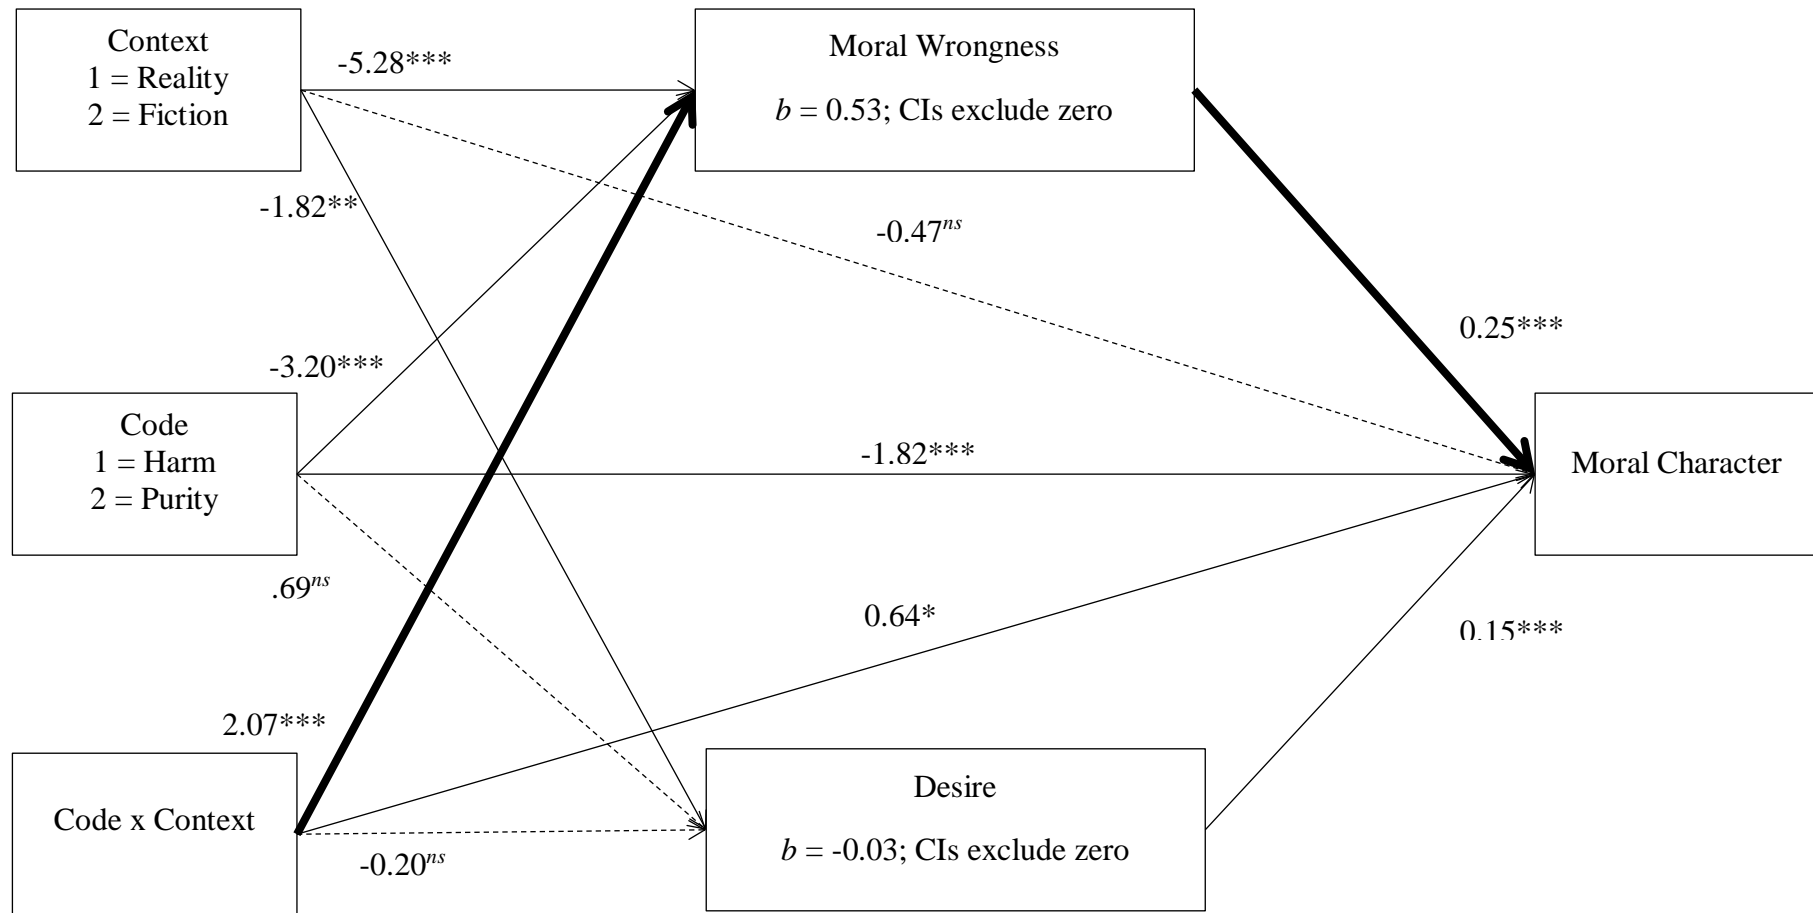 Context
1 = Reality
2 = Fiction
-5.28***
Moral Wrongness
b = 0.53; CIs exclude zero
-1.82**
-0.47ns
0.25***
-3.20***
Code
1 = Harm
2 = Purity
-1.82***
Moral Character
.69ns
0.64*
0.15***
2.07***
Code x Context
-0.20ns
Desire
b = -0.03; CIs exclude zero